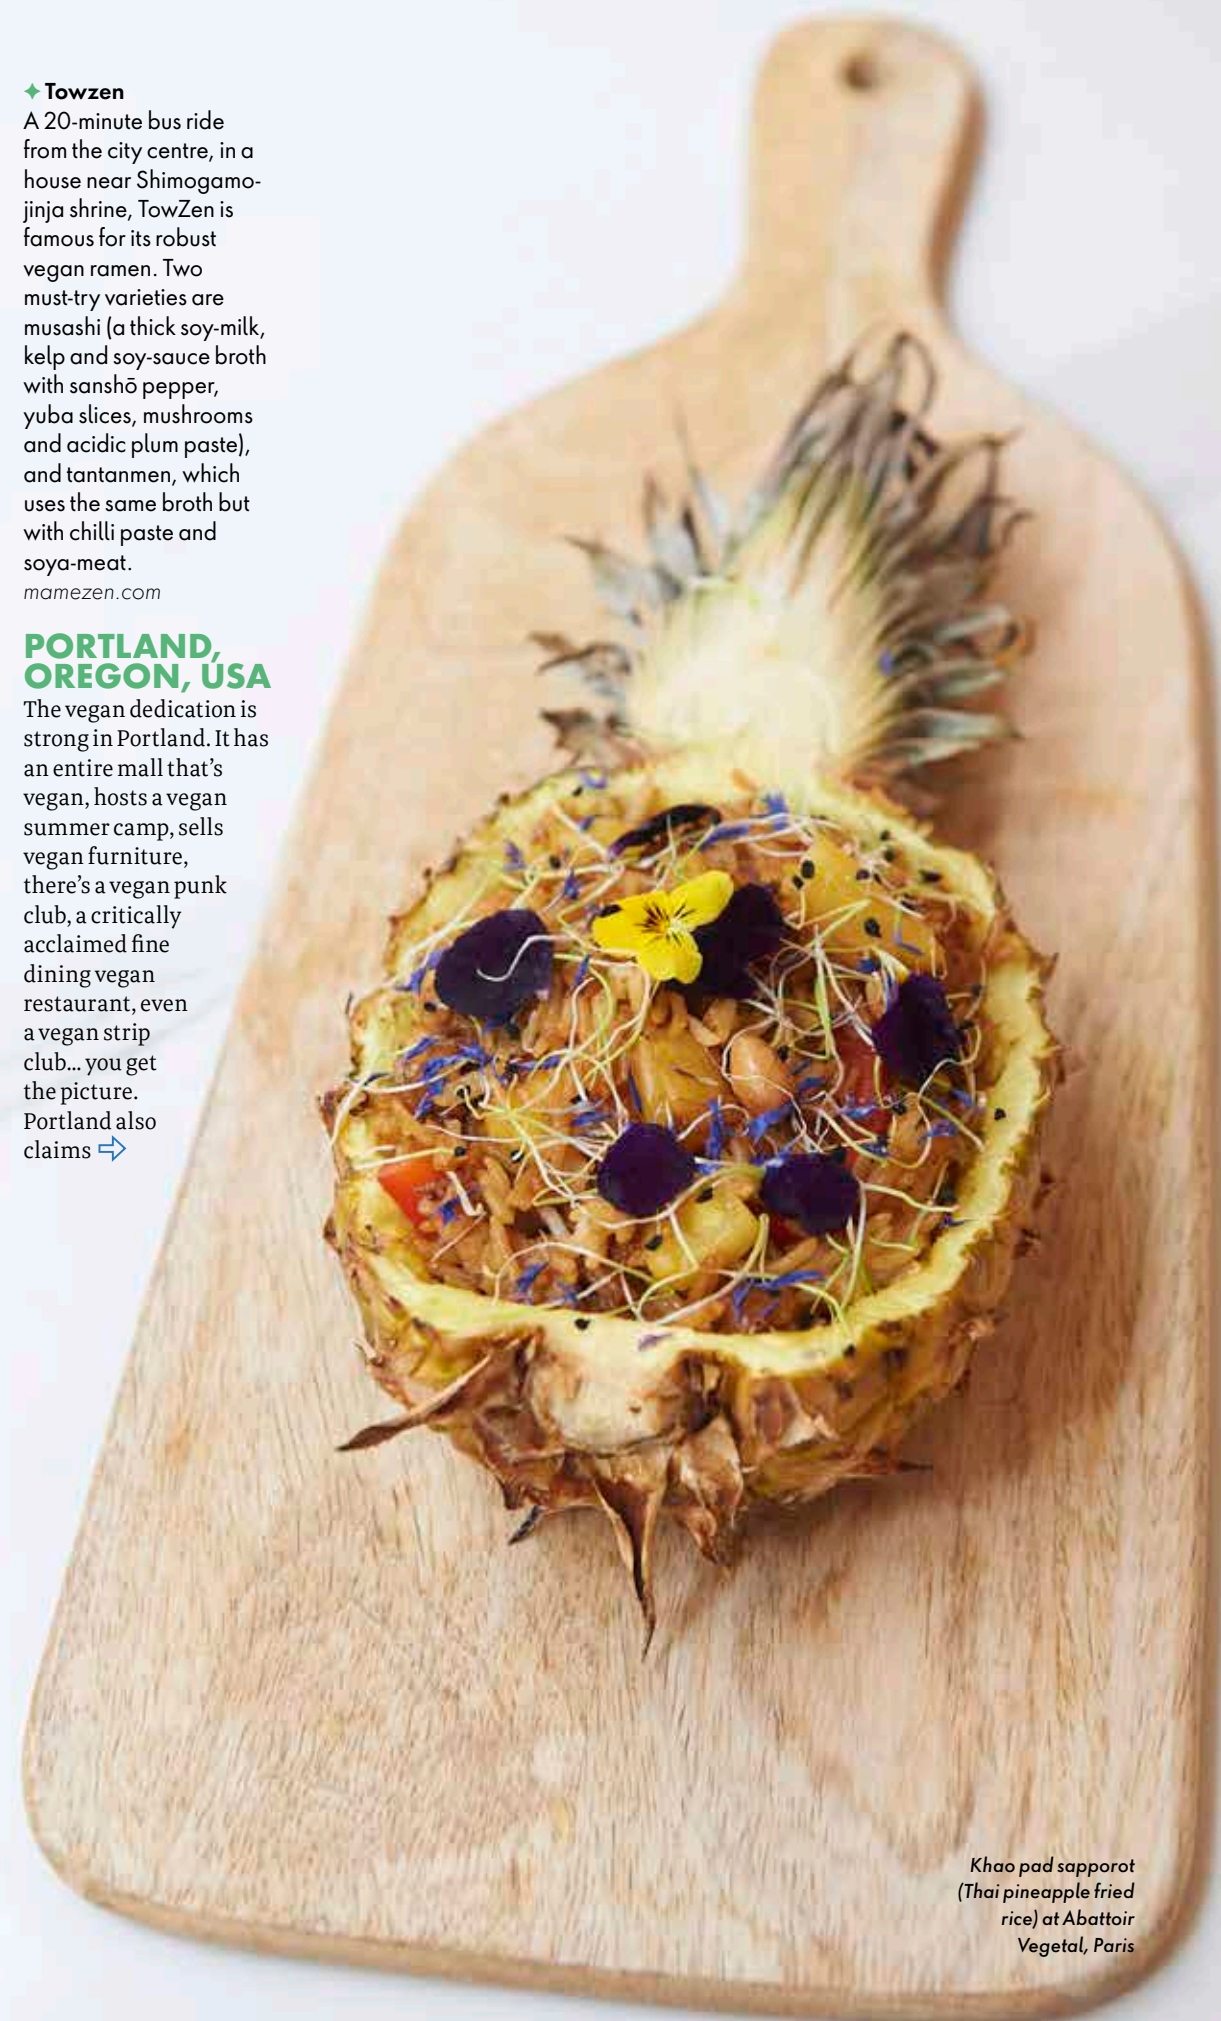 ✦ Towzen
A 20-minute bus ride
from the city centre, in a
house near Shimogamo-
jinja shrine, TowZen is
famous for its robust
vegan ramen. Two
must-try varieties are
musashi (a thick soy-milk,
kelp and soy-sauce broth
with sanshō pepper,
yuba slices, mushrooms
and acidic plum paste),
and tantanmen, which
uses the same broth but
with chilli paste and
soya-meat.
mamezen.com
PORTLAND,
OREGON, USA
The vegan dedication is
strong in Portland. It has
an entire mall that’s
vegan, hosts a vegan
summer camp, sells
vegan furniture,
there’s a vegan punk
club, a critically
acclaimed fine
dining vegan
restaurant, even
a vegan strip
club... you get
the picture.
Portland also
claims ⇨
Khao pad sapporot
(Thai pineapple fried
rice) at Abattoir
Vegetal, Paris